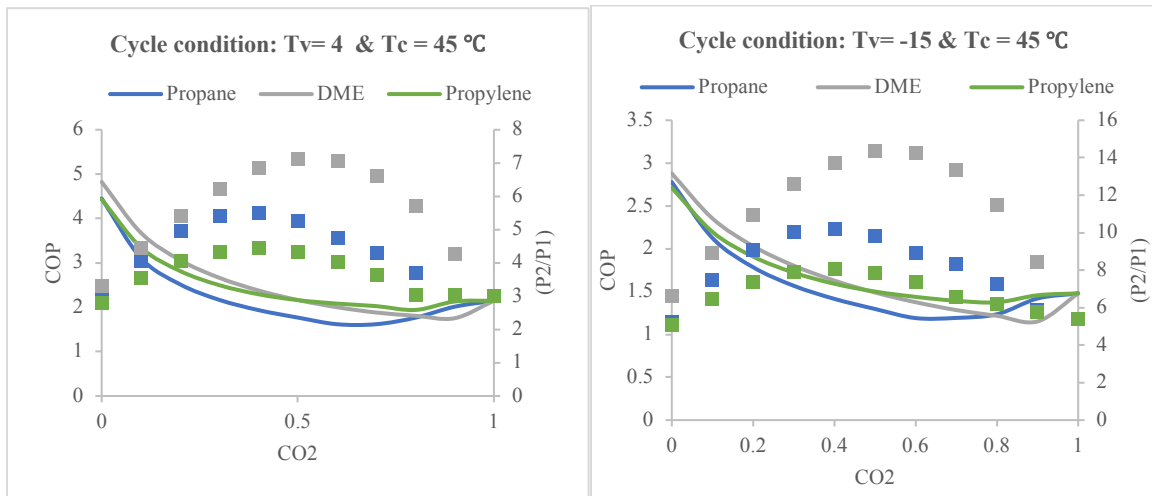 Cycle condition: Tv= 4 & Tc = 45 ℃
Propane DME Propylene
6
5
4
3
2
1
0
COP
8
7
6
5
4
3
2
1
0
(P2/P1)
0 0.5 1
CO2
Cycle condition: Tv= -15 & Tc = 45 ℃
Propane DME Propylene
3.5
3
2.5
2
1.5
1
0.5
0
COP
16
14
12
10
8
6
4
2
0
(P2/P1)
0 0.2 0.4 0.6 0.8 1
CO2